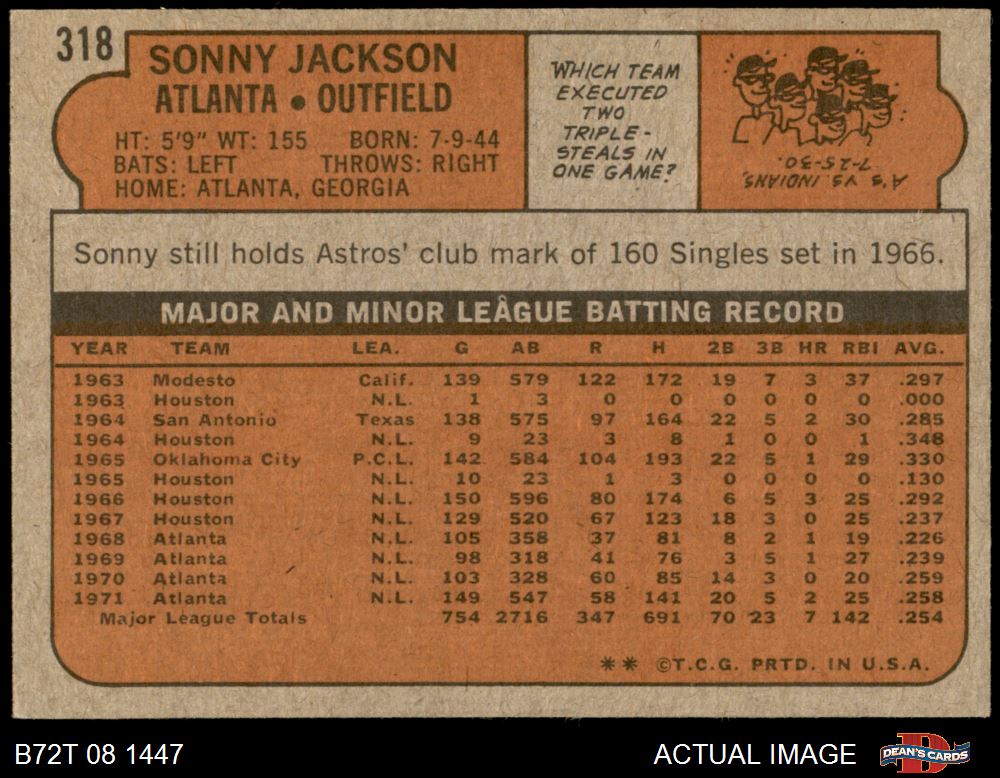 318
SONNY JACKSON
ATLANTA • OUTFIELD
HT: 5'9" WT: 155 BORN: 7-9-44
BATS: LEFT THROWS: RIGHT
HOME: ATLANTA, GEORGIA
WHICH TEAM
EXECUTED
TWO
TRIPLE-
STEALS IN
ONE GAME?
A'S VS. INDIANS,
7-25-30.
Sonny still holds Astros' club mark of 160 Singles set in 1966.
MAJOR AND MINOR LEAGUE BATTING RECORD
YEAR TEAM LEA. G AB R H 2B 3B HR RBI AVG.
1963 Modesto Calif. 139 579 122 172 19 7 3 37 .297
1963 Houston N.L. 1 3 0 0 0 0 0 0 .000
1964 San Antonio Texas 138 575 97 164 22 5 2 30 .285
1964 Houston N.L. 9 23 3 8 1 0 0 1 .348
1965 Oklahoma City P.C.L. 142 584 104 193 22 5 1 29 .330
1965 Houston N.L. 10 23 1 3 0 0 0 0 .130
1966 Houston N.L. 150 596 80 174 6 5 3 25 .292
1967 Houston N.L. 129 520 67 123 18 3 0 25 .237
1968 Atlanta N.L. 105 358 37 81 8 2 1 19 .226
1969 Atlanta N.L. 98 318 41 76 3 5 1 27 .239
1970 Atlanta N.L. 103 328 60 85 14 3 0 20 .259
1971 Atlanta N.L. 149 547 58 141 20 5 2 25 .258
Major League Totals 754 2716 347 691 70 23 7 142 .254
** ©T.C.G. PRTD. IN U.S.A.
B72T 08 1447 ACTUAL IMAGE DEAN'S CARDS